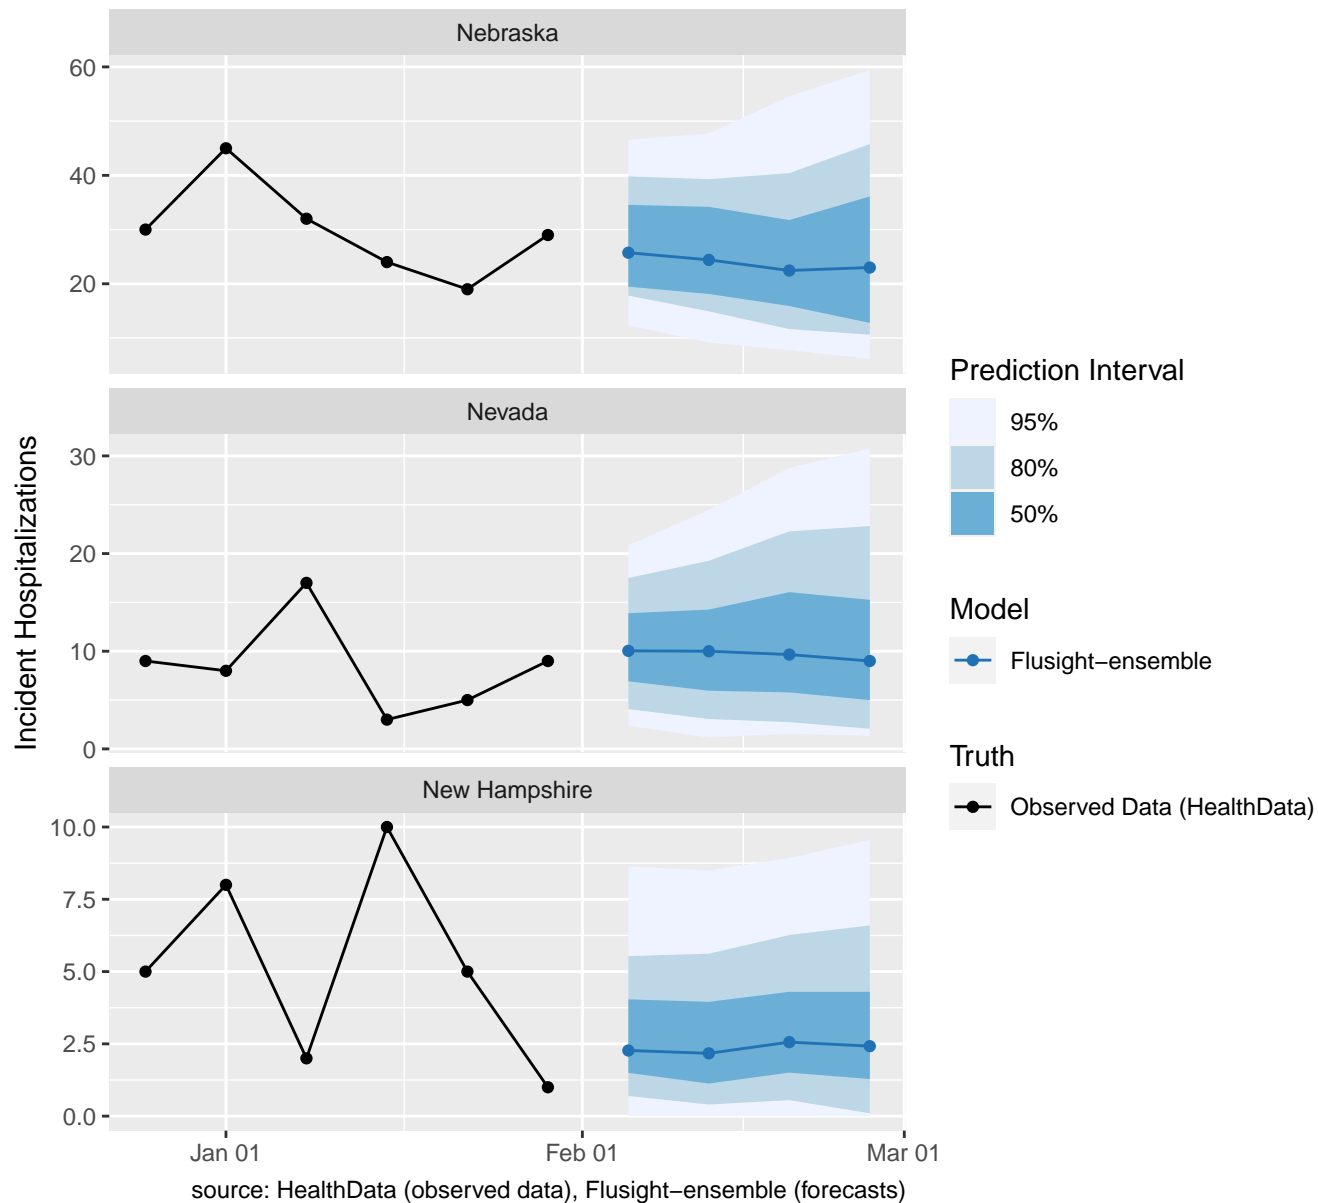 Nebraska
60
40
20
Nevada
30
20
10
0
New Hampshire
10.0
7.5
5.0
2.5
0.0
Incident Hospitalizations
Jan 01
Feb 01
Mar 01
source: HealthData (observed data), Flusight−ensemble (forecasts)
Prediction Interval
95%
80%
50%
Model
Flusight−ensemble
Truth
Observed Data (HealthData)